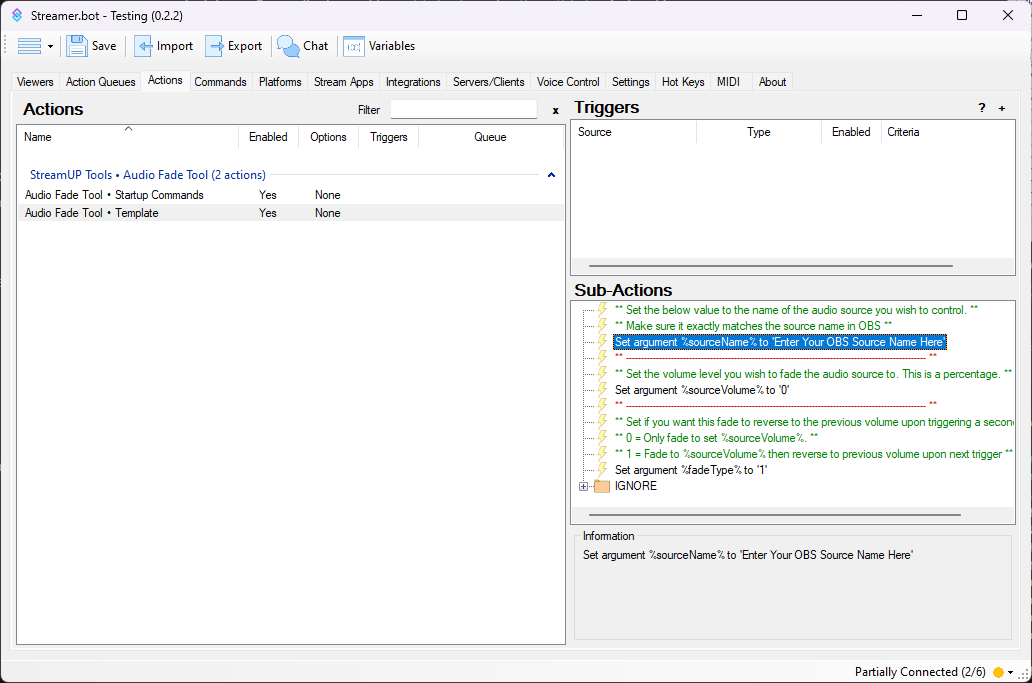 Streamer.bot - Testing (0.2.2)
Save Import Export Chat Variables
Viewers Action Queues Actions Commands Platforms Stream Apps Integrations Servers/Clients Voice Control Settings Hot Keys MIDI About
Actions Filter x
Name Enabled Options Triggers Queue
StreamUP Tools • Audio Fade Tool (2 actions)
Audio Fade Tool • Startup Commands Yes None
Audio Fade Tool • Template Yes None
Triggers ? +
Source Type Enabled Criteria
Sub-Actions
** Set the below value to the name of the audio source you wish to control. **
** Make sure it exactly matches the source name in OBS **
Set argument %sourceName% to 'Enter Your OBS Source Name Here'
** ---------------------------------------------------------------------------------- **
** Set the volume level you wish to fade the audio source to. This is a percentage. **
Set argument %sourceVolume% to '0'
** ---------------------------------------------------------------------------------- **
** Set if you want this fade to reverse to the previous volume upon triggering a secon
** 0 = Only fade to set %sourceVolume%. **
** 1 = Fade to %sourceVolume% then reverse to previous volume upon next trigger **
Set argument %fadeType% to '1'
IGNORE
Information
Set argument %sourceName% to 'Enter Your OBS Source Name Here'
Partially Connected (2/6)